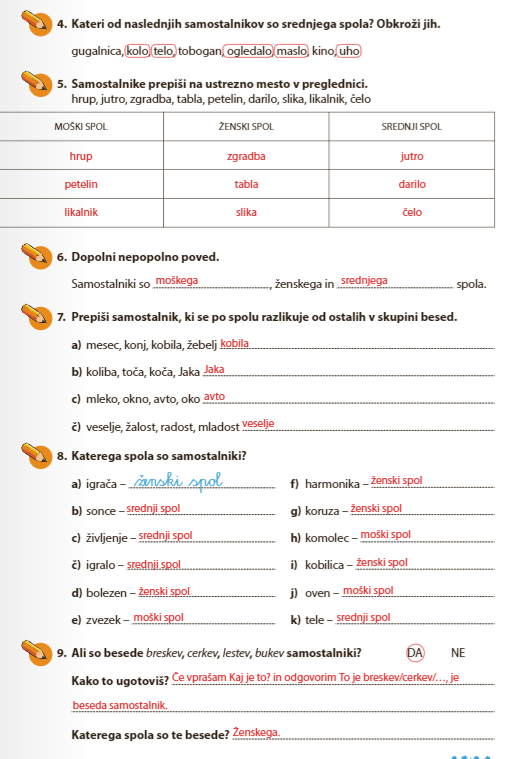 4. Kateri od naslednjih samostalnikov so srednjega spola? Obkroži jih.
gugalnica, kolo, telo, tobogan, ogledalo, maslo, kino, uho
5. Samostalnike prepiši na ustrezno mesto v preglednici.
hrup, jutro, zgradba, tabla, petelin, darilo, slika, likalnik, čelo
MOŠKI SPOL ŽENSKI SPOL SREDNJI SPOL
hrup zgradba jutro
petelin tabla darilo
likalnik slika čelo
6. Dopolni nepopolno poved.
Samostalniki so moškega, ženskega in srednjega spola.
7. Prepiši samostalnik, ki se po spolu razlikuje od ostalih v skupini besed.
a) mesec, konj, kobila, žebelj kobila
b) koliba, toča, koča, Jaka Jaka
c) mleko, okno, avto, oko avto
č) veselje, žalost, radost, mladost veselje
8. Katerega spola so samostalniki?
a) igrača – ženski spol
b) sonce – srednji spol
c) življenje – srednji spol
č) igralo – srednji spol
d) bolezen – ženski spol
e) zvezek – moški spol
f) harmonika – ženski spol
g) koruza – ženski spol
h) komolec – moški spol
i) kobilica – ženski spol
j) oven – moški spol
k) tele – srednji spol
9. Ali so besede breskev, cerkev, lestev, bukev samostalniki? DA NE
Kako to ugotoviš? Če vprašam Kaj je to? in odgovorim To je breskev/cerkev/…, je
beseda samostalnik.
Katerega spola so te besede? Ženskega.